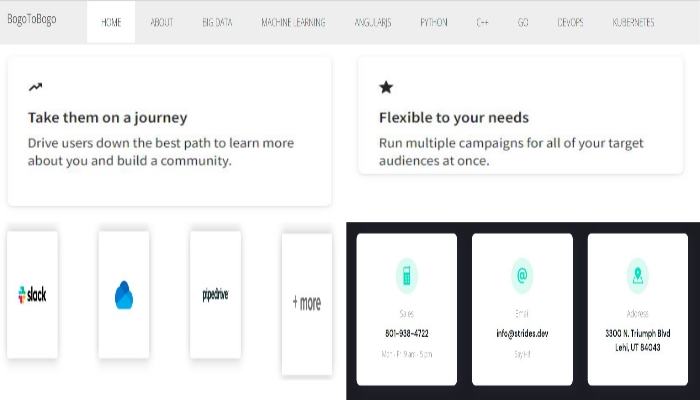 BogoToBogo HOME ABOUT BIG DATA MACHINE LEARNING ANGULARJS PYTHON C++ GO DEVOPS KUBERNETES
Take them on a journey
Drive users down the best path to learn more
about you and build a community.
Flexible to your needs
Run multiple campaigns for all of your target
audiences at once.
slack
pipedrive
+ more
Sales
801-938-4722
Mon - Fri 9am - 5pm
Email
info@strides.dev
Say Hi!
Address
3300 N. Triumph Blvd
Lehi, UT 84043